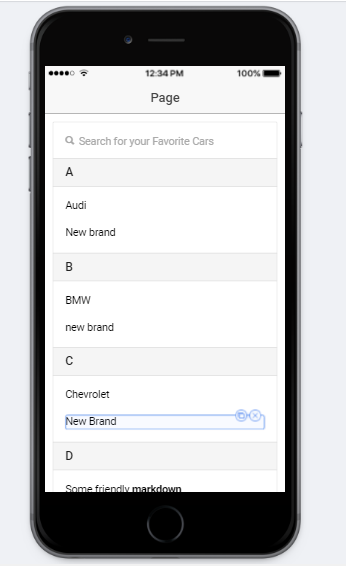 12:34 PM
100%
Page
Search for your Favorite Cars
A
Audi
New brand
B
BMW
new brand
C
Chevrolet
New Brand
D
Some friendly markdown